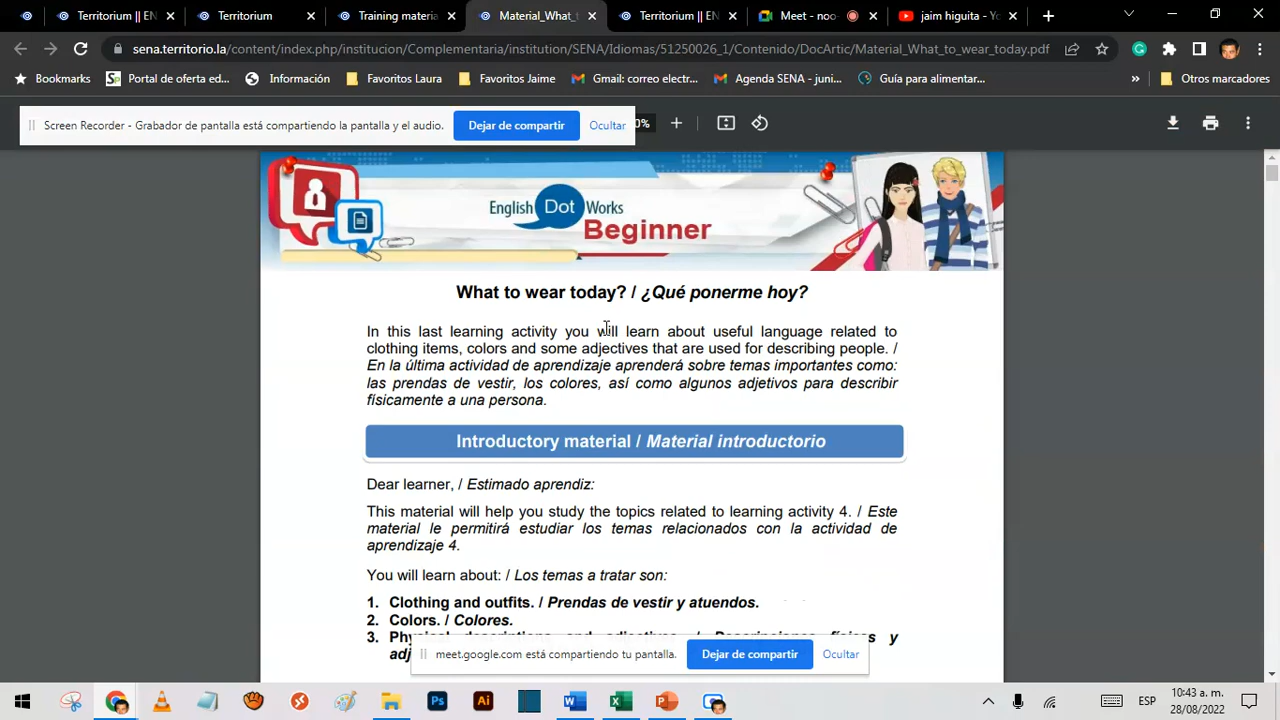 Territorium || EN
Territorium
Training materia
Material_What_t
Territorium || EN
Meet - noo
jaim higuita - Yo
sena.territorio.la/content/index.php/institucion/Complementaria/institution/SENA/Idiomas/51250026_1/Contenido/DocArtic/Material_What_to_wear_today.pdf
Bookmarks
Portal de oferta ed...
Información
Favoritos Laura
Favoritos Jaime
Gmail: correo electr...
Agenda SENA - juni...
Guía para alimentar...
»
Otros marcadores
Screen Recorder - Grabador de pantalla está compartiendo la pantalla y el audio.
Dejar de compartir
Ocultar
0%
English Dot Works
Beginner
What to wear today? / ¿Qué ponerme hoy?
In this last learning activity you will learn about useful language related to
clothing items, colors and some adjectives that are used for describing people. /
En la última actividad de aprendizaje aprenderá sobre temas importantes como:
las prendas de vestir, los colores, así como algunos adjetivos para describir
físicamente a una persona.
Introductory material / Material introductorio
Dear learner, / Estimado aprendiz:
This material will help you study the topics related to learning activity 4. / Este
material le permitirá estudiar los temas relacionados con la actividad de
aprendizaje 4.
You will learn about: / Los temas a tratar son:
1. Clothing and outfits. / Prendas de vestir y atuendos.
2. Colors. / Colores.
3. Physical descriptions and adjectives. / Descripciones físicas y
meet.google.com está compartiendo tu pantalla.
Dejar de compartir
Ocultar
ESP
10:43 a. m.
28/08/2022